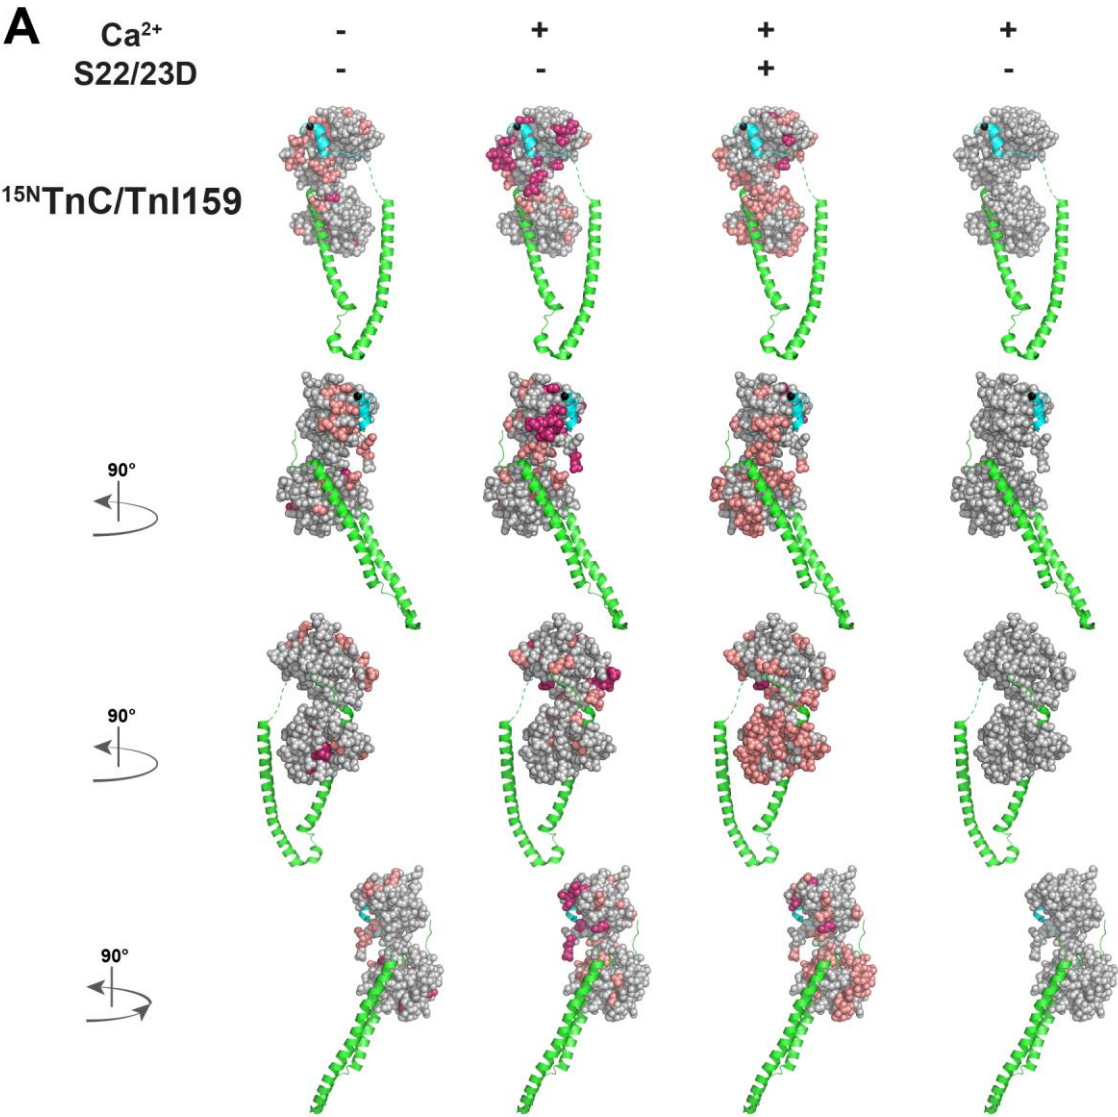 A
Ca²⁺ - + + +
S22/23D - - + -
¹⁵ᴺTnC/TnI159
90°
90°
90°